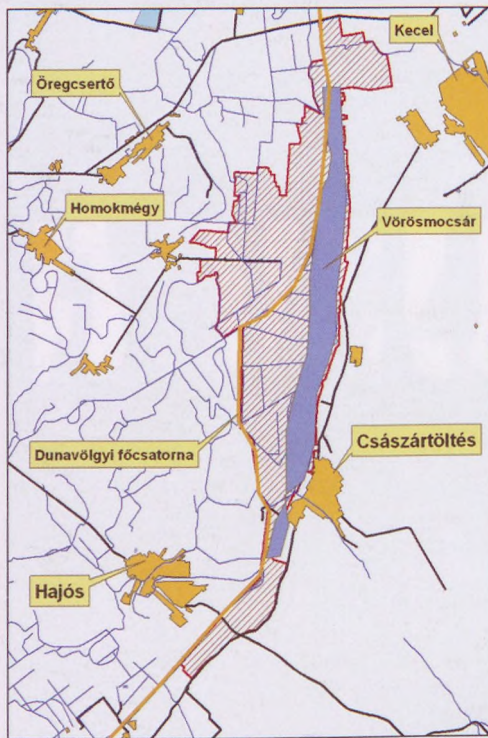 Kecel
Öregcsertő
Homokmégy
Vörösmocsár
Dunavölgyi főcsatorna
Császártöltés
Hajós